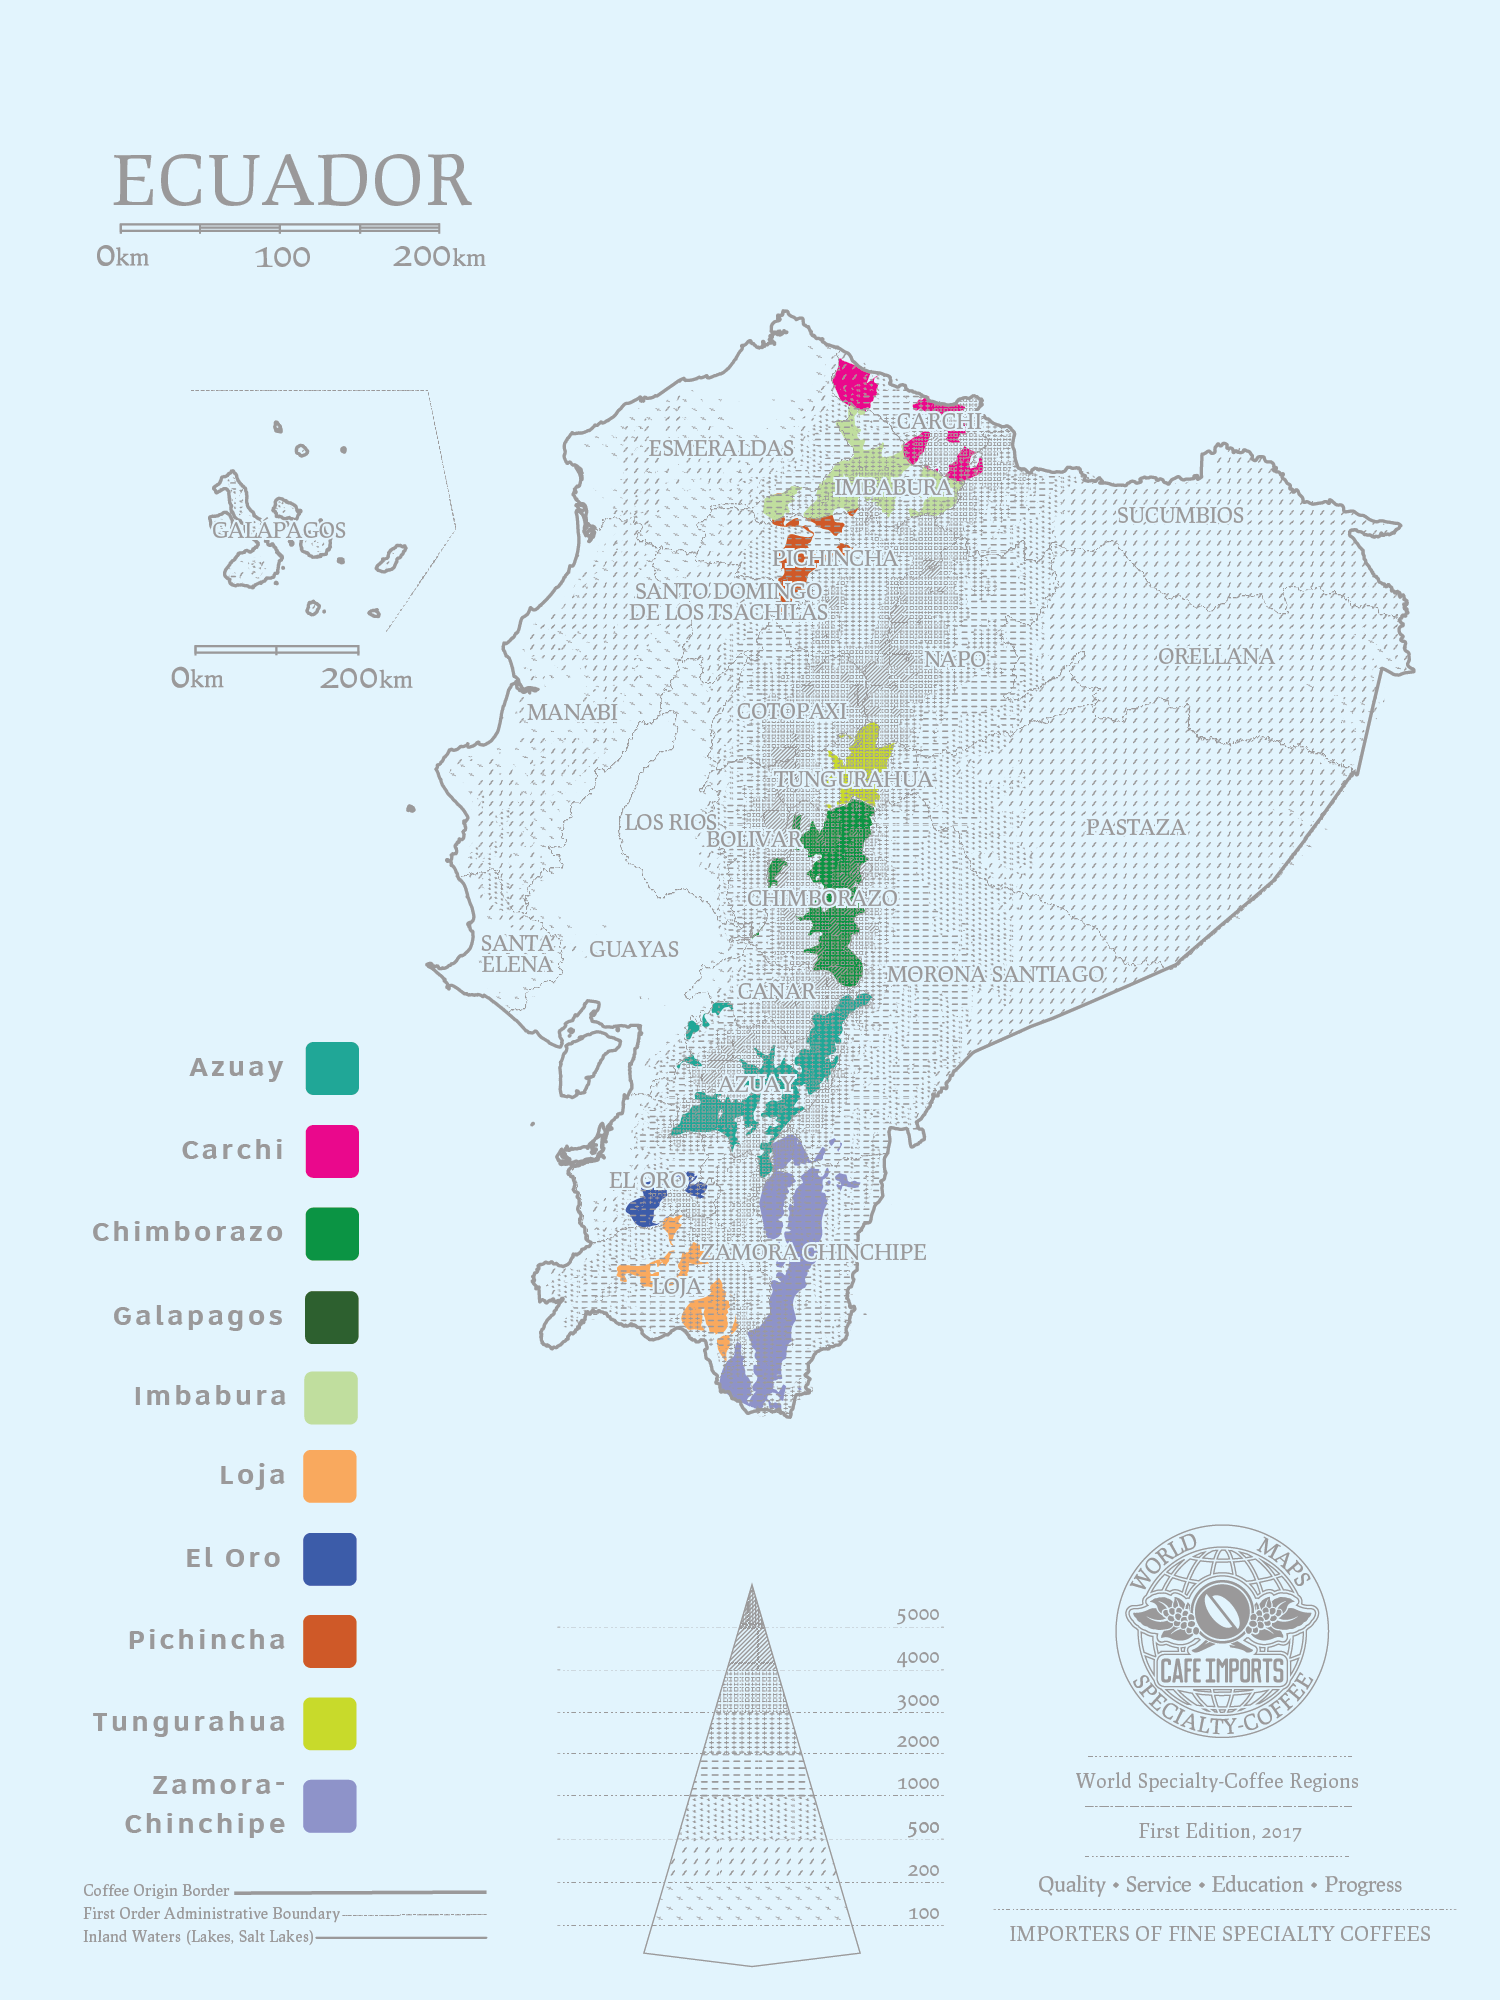 ECUADOR
0km 100 200km
GALÁPAGOS
0km 200km
ESMERALDAS
CARCHI
IMBABURA
SUCUMBIOS
PICHINCHA
SANTO DOMINGO
DE LOS TSACHILAS
NAPO
ORELLANA
MANABI
COTOPAXI
TUNGURAHUA
LOS RIOS
BOLIVAR
PASTAZA
CHIMBORAZO
SANTA
ELENA
GUAYAS
MORONA SANTIAGO
CANAR
AZUAY
EL ORO
ZAMORA CHINCHIPE
LOJA
Azuay
Carchi
Chimborazo
Galapagos
Imbabura
Loja
El Oro
Pichincha
Tungurahua
Zamora-
Chinchipe
Coffee Origin Border
First Order Administrative Boundary
Inland Waters (Lakes, Salt Lakes)
5000
4000
3000
2000
1000
500
200
100
WORLD MAPS
CAFE IMPORTS
SPECIALTY-COFFEE
World Specialty-Coffee Regions
First Edition, 2017
Quality • Service • Education • Progress
IMPORTERS OF FINE SPECIALTY COFFEES